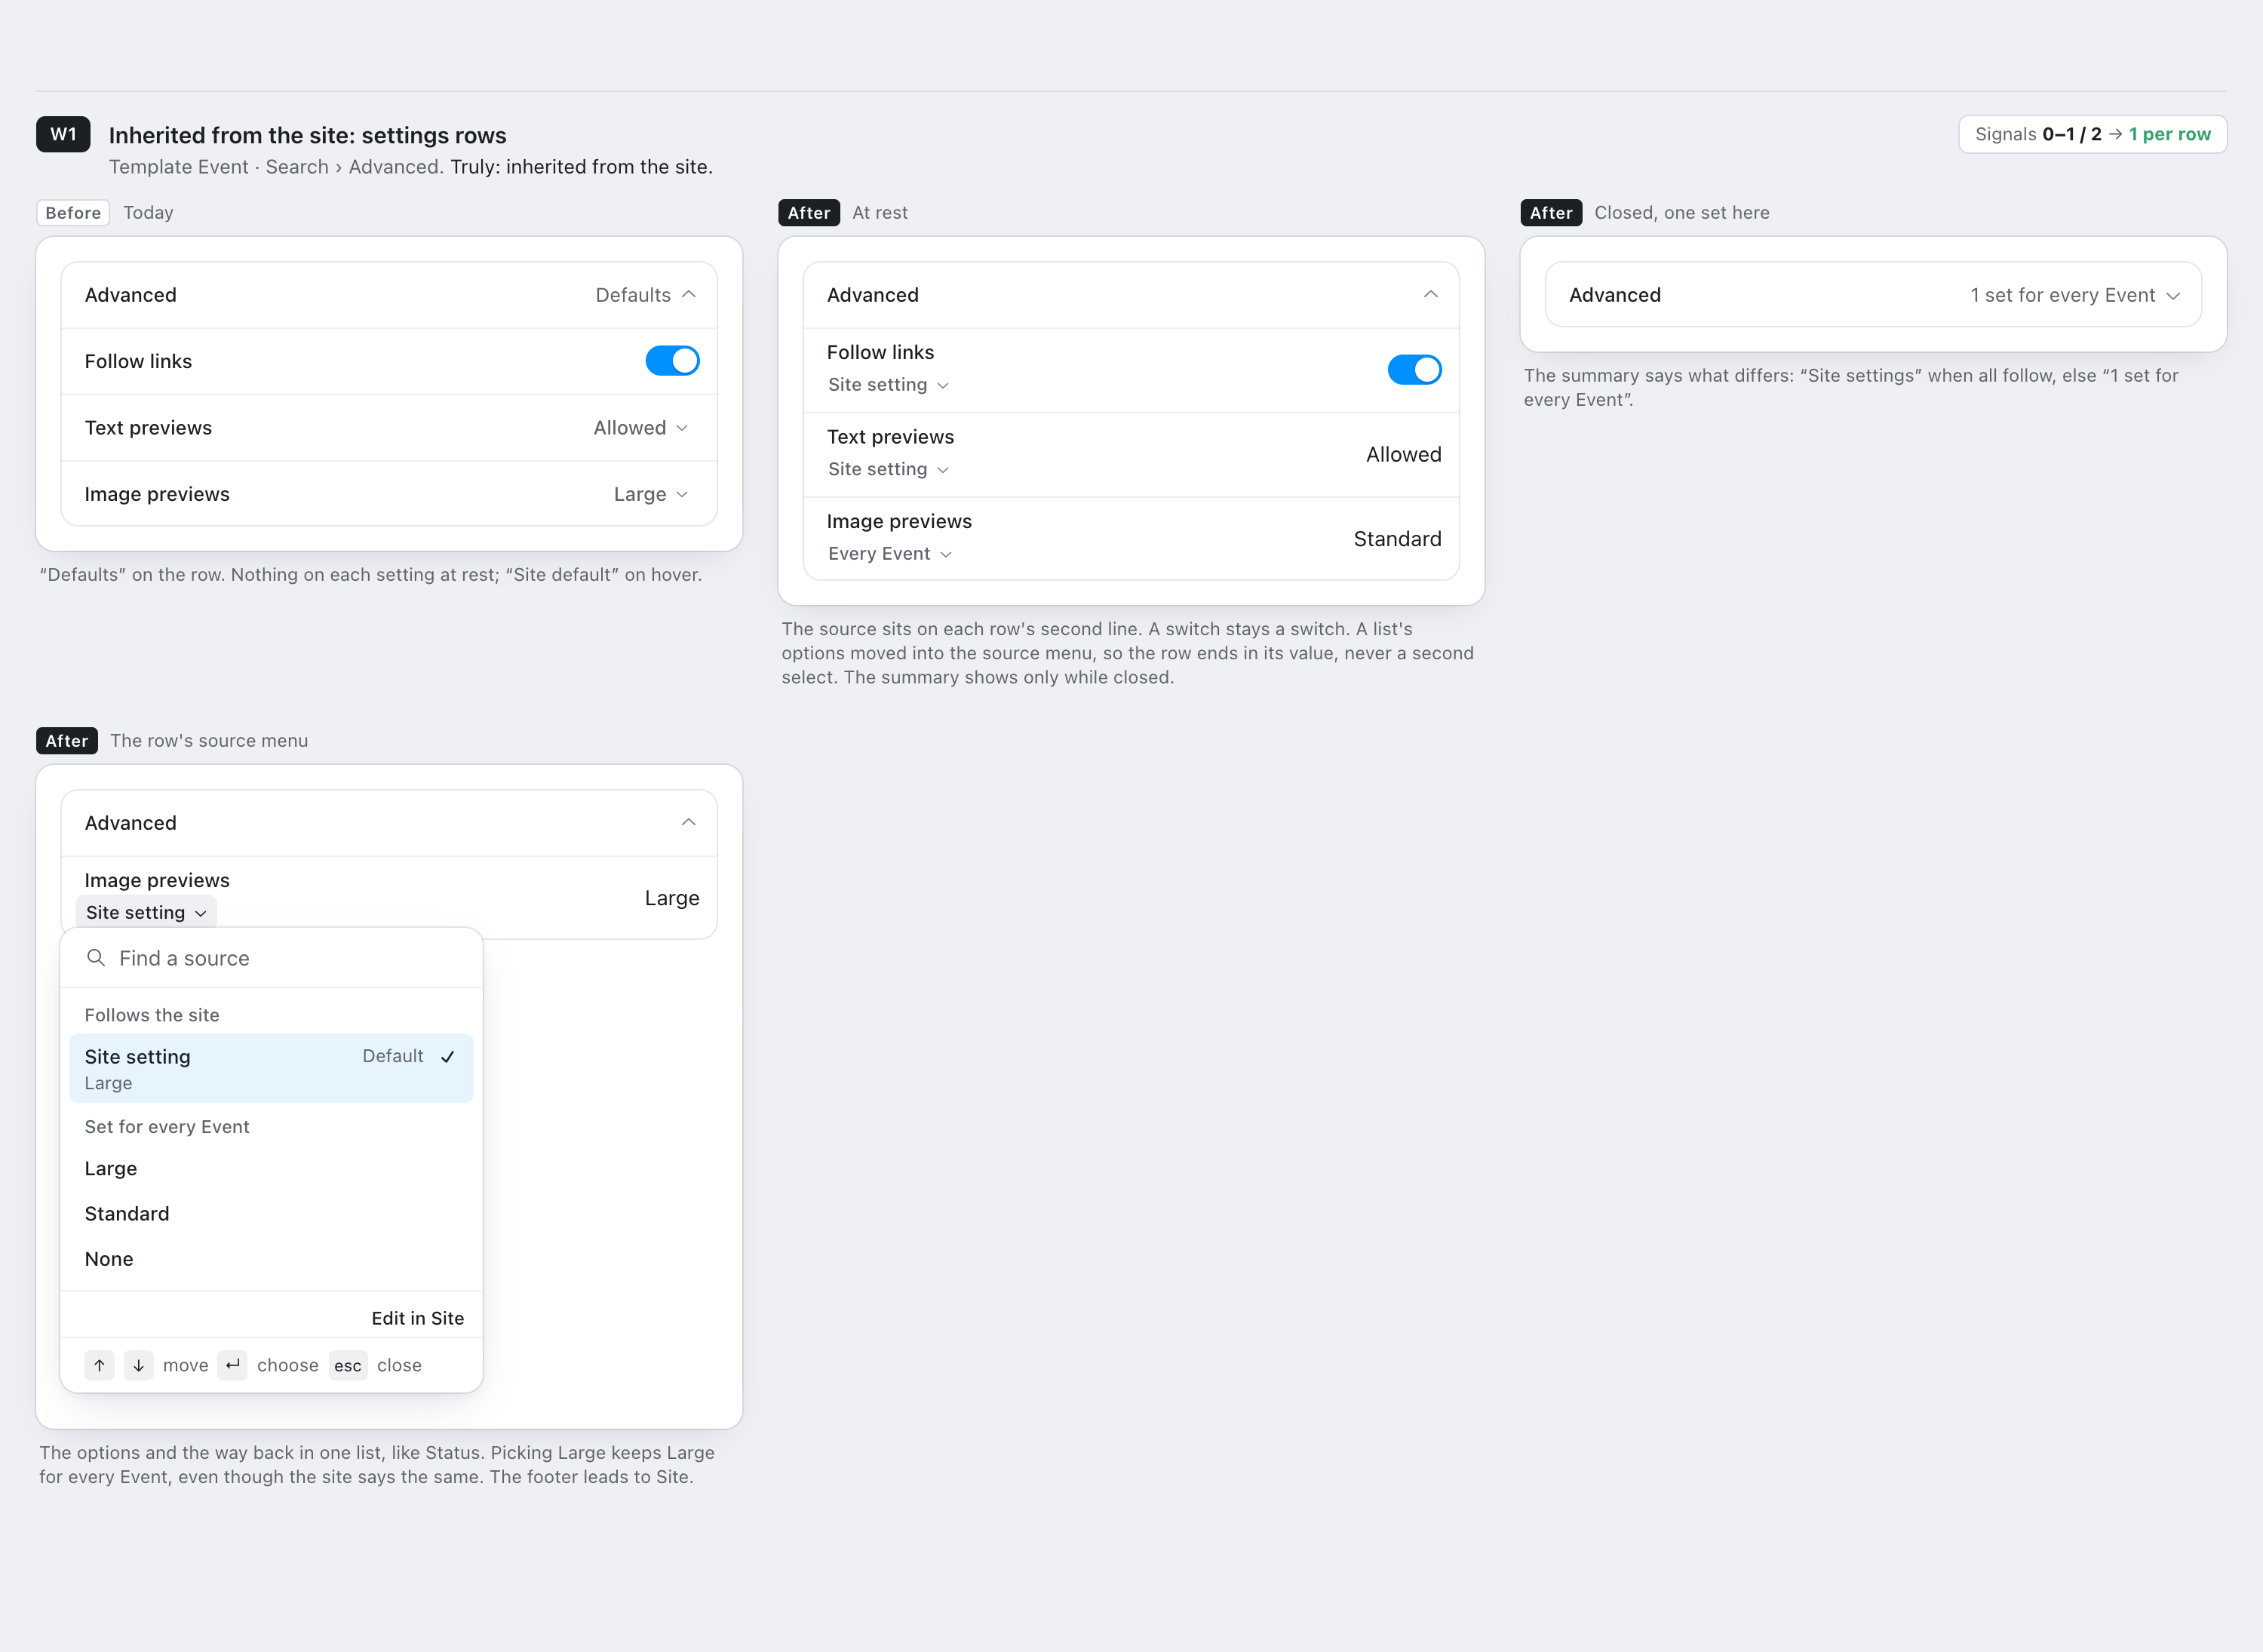 W1 Inherited from the site: settings rows
Template Event · Search › Advanced. Truly: inherited from the site.
Signals 0–1 / 2 → 1 per row
Before Today
Advanced Defaults
Follow links
Text previews Allowed
Image previews Large
“Defaults” on the row. Nothing on each setting at rest; “Site default” on hover.
After At rest
Advanced
Follow links
Site setting
Text previews
Site setting
Allowed
Image previews
Every Event
Standard
The source sits on each row's second line. A switch stays a switch. A list's
options moved into the source menu, so the row ends in its value, never a second
select. The summary shows only while closed.
After Closed, one set here
Advanced 1 set for every Event
The summary says what differs: “Site settings” when all follow, else “1 set for
every Event”.
After The row's source menu
Advanced
Image previews
Site setting
Large
Find a source
Follows the site
Site setting Default
Large
Set for every Event
Large
Standard
None
Edit in Site
↑ ↓ move ↵ choose esc close
The options and the way back in one list, like Status. Picking Large keeps Large
for every Event, even though the site says the same. The footer leads to Site.